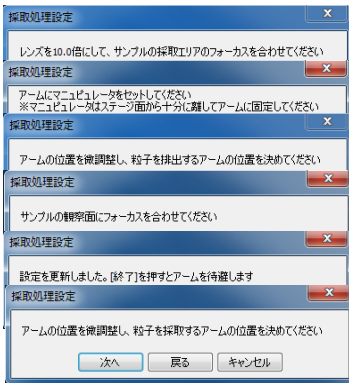 採取処理設定
レンズを10.0倍にして、サンプルの採取エリアのフォーカスを合わせてください
採取処理設定
アームにマニュピュレータをセットしてください
※マニュピュレータはステージ面から十分に離してアームに固定してください
採取処理設定
アームの位置を微調整し、粒子を排出するアームの位置を決めてください
採取処理設定
サンプルの観察面にフォーカスを合わせてください
採取処理設定
設定を更新しました。[終了]を押すとアームを待避します
採取処理設定
アームの位置を微調整し、粒子を採取するアームの位置を決めてください
次へ 戻る キャンセル